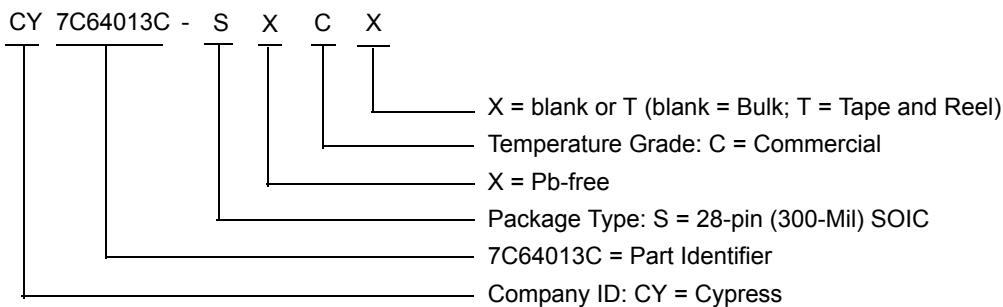 CY 7C64013C - S X C X
X = blank or T (blank = Bulk; T = Tape and Reel)
Temperature Grade: C = Commercial
X = Pb-free
Package Type: S = 28-pin (300-Mil) SOIC
7C64013C = Part Identifier
Company ID: CY = Cypress